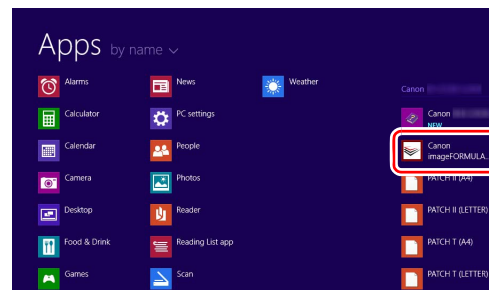 Apps by name
Alarms
Calculator
Calendar
Camera
Desktop
Food & Drink
Games
News
PC settings
People
Photos
Reader
Reading List app
Scan
Weather
Canon
Canon
NEW
Canon
imageFORMULA...
PATCH II (A4)
PATCH II (LETTER)
PATCH T (A4)
PATCH T (LETTER)